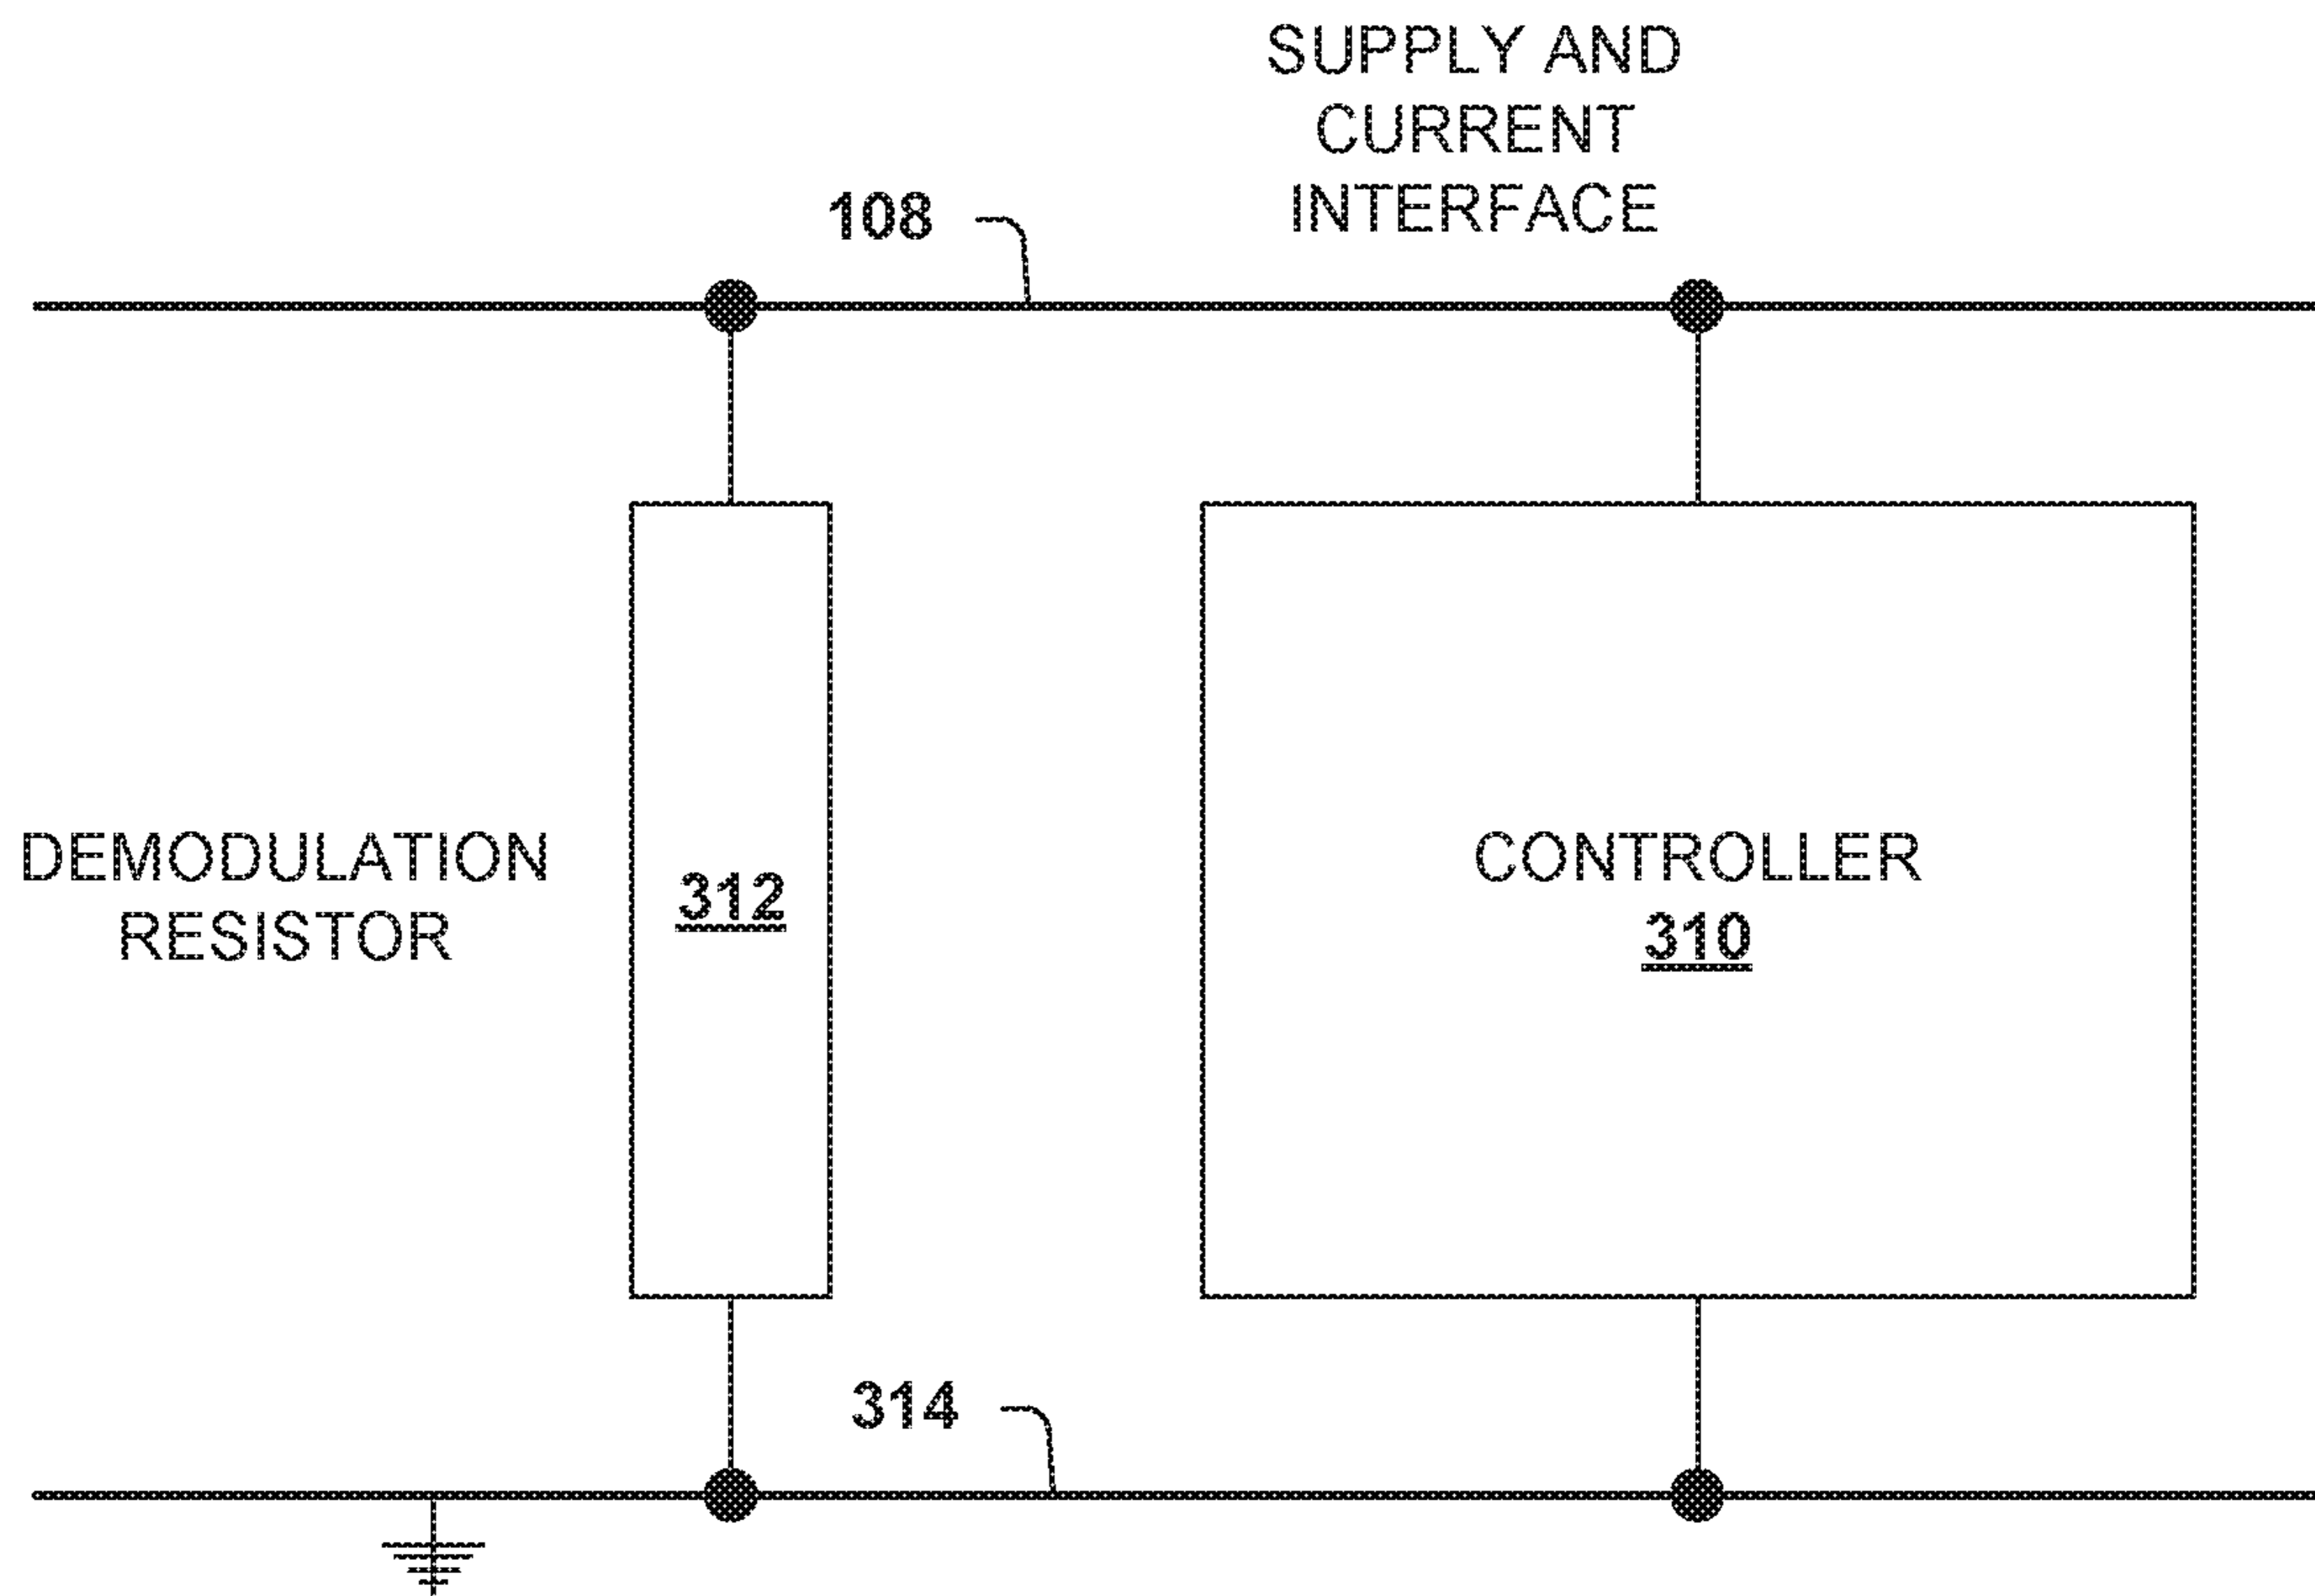 SUPPLY AND
CURRENT
INTERFACE
108
DEMODULATION
RESISTOR
312
CONTROLLER
310
314